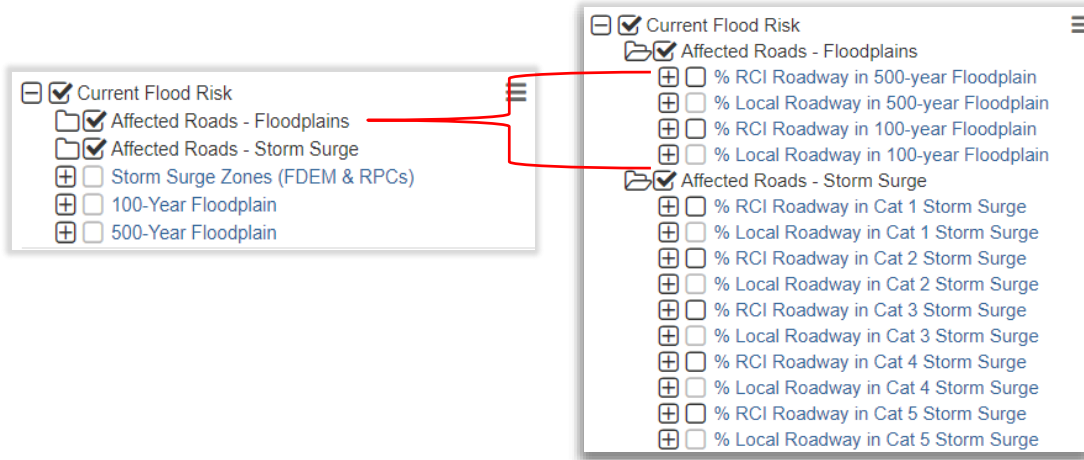 Current Flood Risk
Affected Roads - Floodplains
Affected Roads - Storm Surge
Storm Surge Zones (FDEM & RPCs)
100-Year Floodplain
500-Year Floodplain
Current Flood Risk
Affected Roads - Floodplains
% RCI Roadway in 500-year Floodplain
% Local Roadway in 500-year Floodplain
% RCI Roadway in 100-year Floodplain
% Local Roadway in 100-year Floodplain
Affected Roads - Storm Surge
% RCI Roadway in Cat 1 Storm Surge
% Local Roadway in Cat 1 Storm Surge
% RCI Roadway in Cat 2 Storm Surge
% Local Roadway in Cat 2 Storm Surge
% RCI Roadway in Cat 3 Storm Surge
% Local Roadway in Cat 3 Storm Surge
% RCI Roadway in Cat 4 Storm Surge
% Local Roadway in Cat 4 Storm Surge
% RCI Roadway in Cat 5 Storm Surge
% Local Roadway in Cat 5 Storm Surge